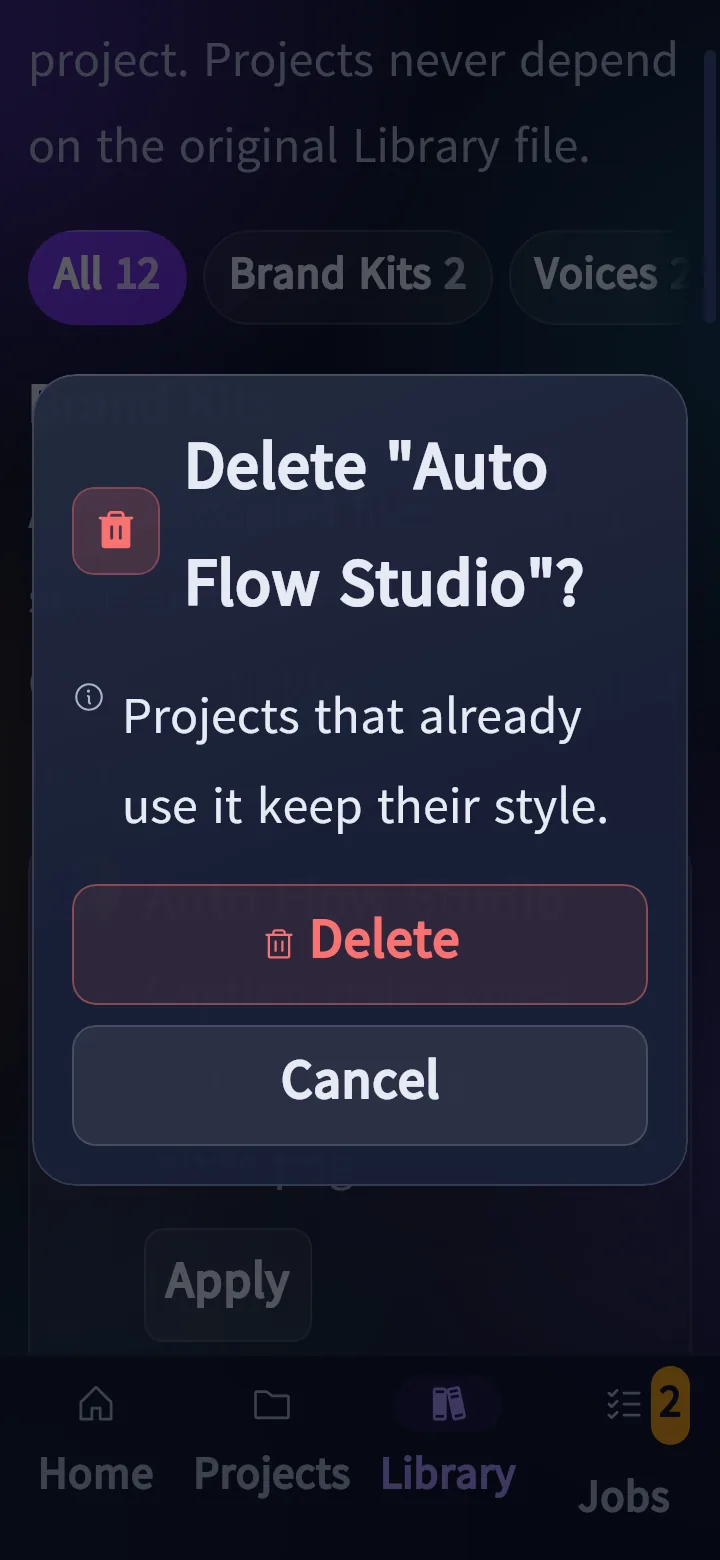 project. Projects never depend
on the original Library file.
All 12
Brand Kits 2
Voices 2
Delete "Auto
Flow Studio"?
Projects that already
use it keep their style.
Delete
Cancel
Apply
Home
Projects
Library
2
Jobs